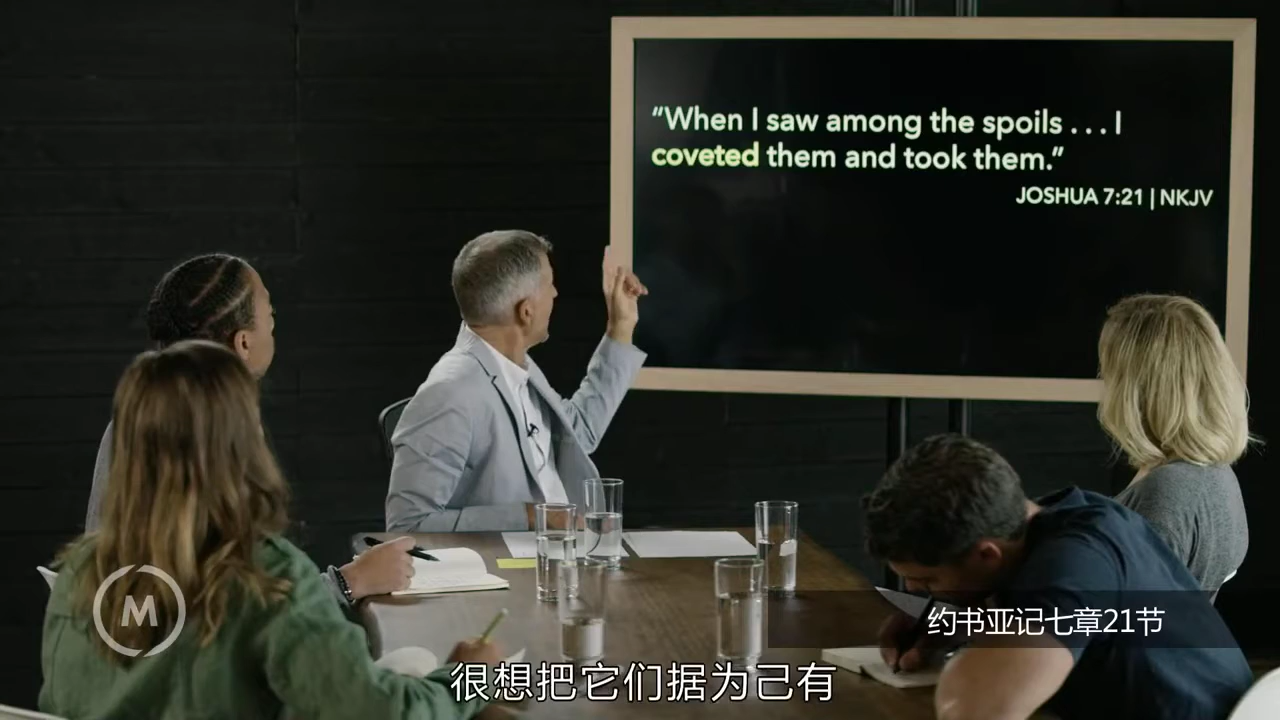 “When I saw among the spoils . . . I
coveted them and took them.”
JOSHUA 7:21 | NKJV
M
约书亚记七章21节
很想把它们据为己有